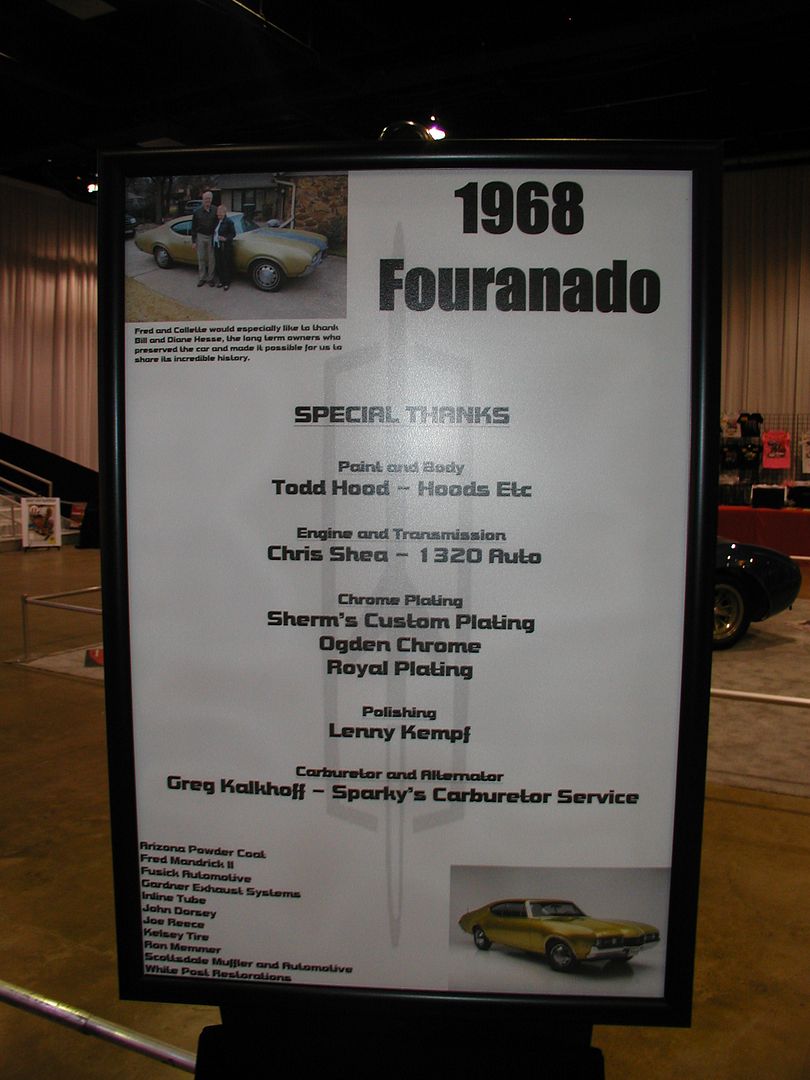 1968
Fouranado
Fred and Collette would especially like to thank
Bill and Diane Hesse, the long term owners who
preserved the car and made it possible for us to
share its incredible history.
SPECIAL THANKS
Paint and Body
Todd Hood - Hoods Etc
Engine and Transmission
Chris Shea - 1320 Auto
Chrome Plating
Sherm's Custom Plating
Ogden Chrome
Royal Plating
Polishing
Lenny Kempf
Carburetor and Alternator
Greg Kalkhoff - Sparky's Carburetor Service
Arizona Powder Coat
Fred Mandrick II
Fusick Automotive
Gardner Exhaust Systems
Inline Tube
John Dorsey
Joe Reece
Kelsey Tire
Ron Memmer
Scottsdale Muffler and Automotive
White Post Restorations